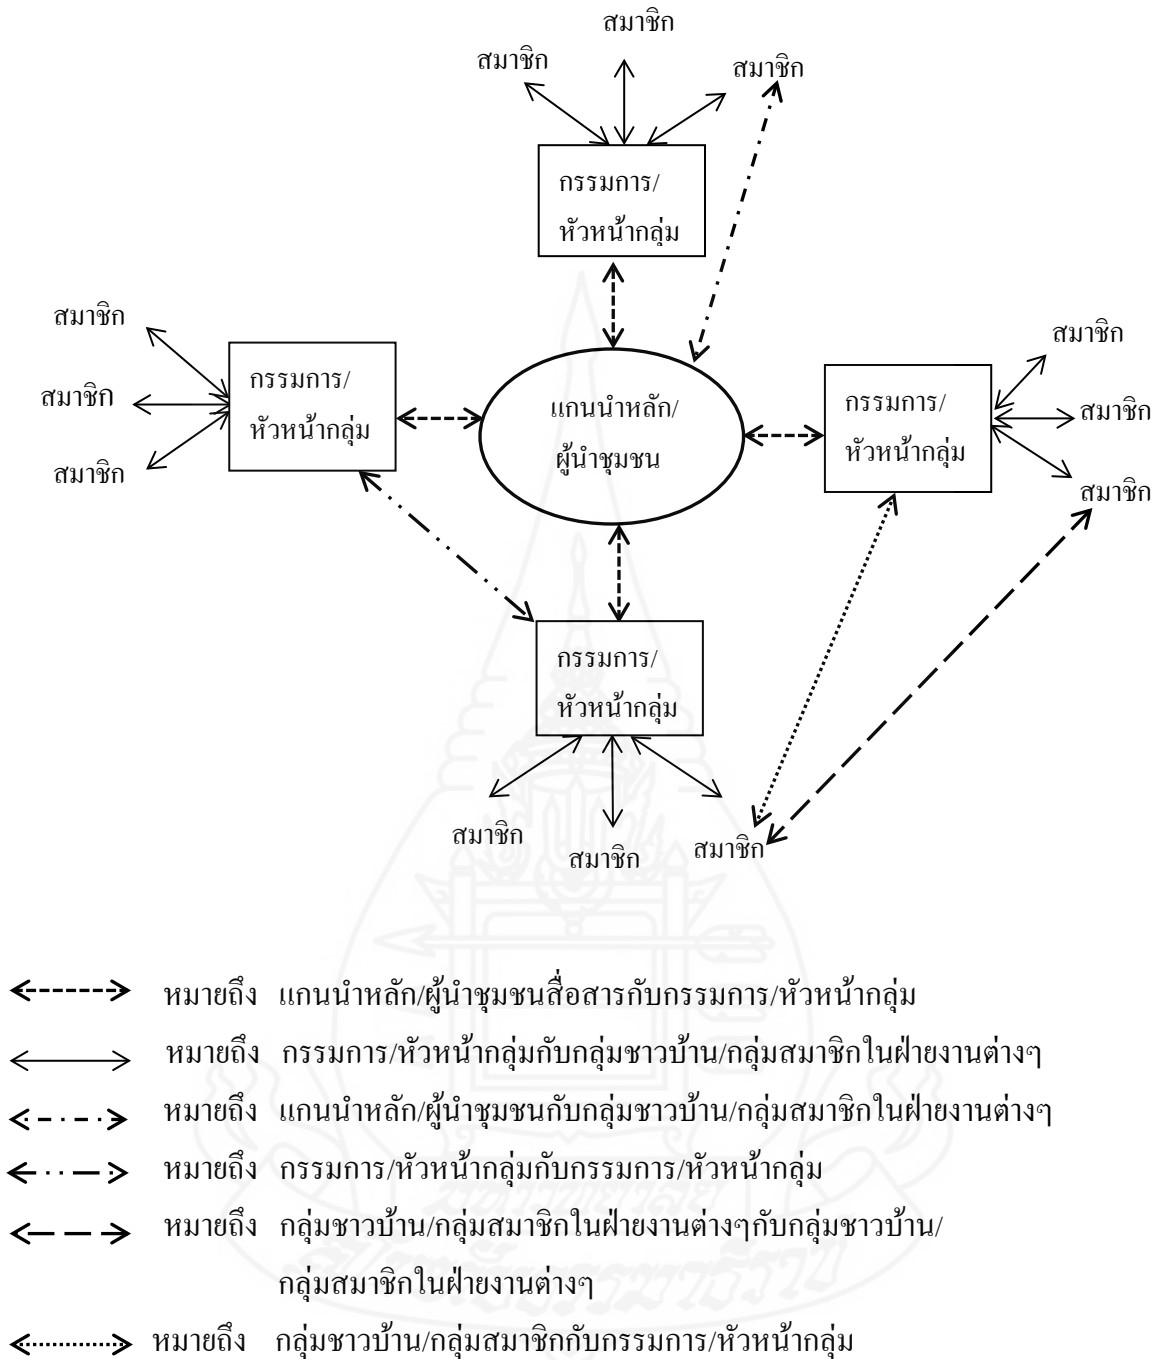 สมาชิก
สมาชิก
สมาชิก
กรรมการ/
หัวหน้ากลุ่ม
สมาชิก
สมาชิก
สมาชิก
กรรมการ/
หัวหน้ากลุ่ม
แกนนำหลัก/
ผู้นำชุมชน
กรรมการ/
หัวหน้ากลุ่ม
สมาชิก
สมาชิก
สมาชิก
กรรมการ/
หัวหน้ากลุ่ม
สมาชิก
สมาชิก
สมาชิก
หมายถึง แกนนำหลัก/ผู้นำชุมชนสื่อสารกับกรรมการ/หัวหน้ากลุ่ม
หมายถึง กรรมการ/หัวหน้ากลุ่มกับกลุ่มชาวบ้าน/กลุ่มสมาชิกในฝ่ายงานต่างๆ
หมายถึง แกนนำหลัก/ผู้นำชุมชนกับกลุ่มชาวบ้าน/กลุ่มสมาชิกในฝ่ายงานต่างๆ
หมายถึง กรรมการ/หัวหน้ากลุ่มกับกรรมการ/หัวหน้ากลุ่ม
หมายถึง กลุ่มชาวบ้าน/กลุ่มสมาชิกในฝ่ายงานต่างๆกับกลุ่มชาวบ้าน/
กลุ่มสมาชิกในฝ่ายงานต่างๆ
หมายถึง กลุ่มชาวบ้าน/กลุ่มสมาชิกกับกรรมการ/หัวหน้ากลุ่ม